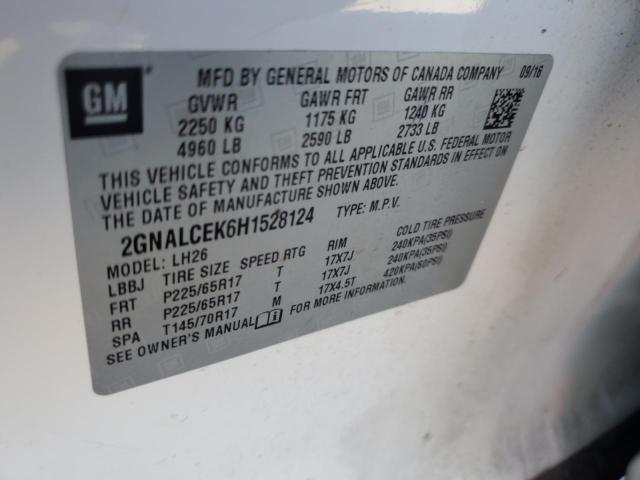 GM
MFD BY GENERAL MOTORS OF CANADA COMPANY 09/16
GVWR GAWR FRT GAWR RR
2250 KG 1175 KG 1240 KG
4960 LB 2590 LB 2733 LB
THIS VEHICLE CONFORMS TO ALL APPLICABLE U.S. FEDERAL MOTOR
VEHICLE SAFETY AND THEFT PREVENTION STANDARDS IN EFFECT ON
THE DATE OF MANUFACTURE SHOWN ABOVE.
2GNALCEK6H1528124 TYPE: M.P.V.
MODEL: LH26
LBBJ TIRE SIZE SPEED RTG RIM COLD TIRE PRESSURE
FRT P225/65R17 T 17X7J 240KPA(35PSI)
RR P225/65R17 T 17X7J 240KPA(35PSI)
SPA T145/70R17 M 17X4.5T 420KPA(60PSI)
SEE OWNER'S MANUAL FOR MORE INFORMATION.